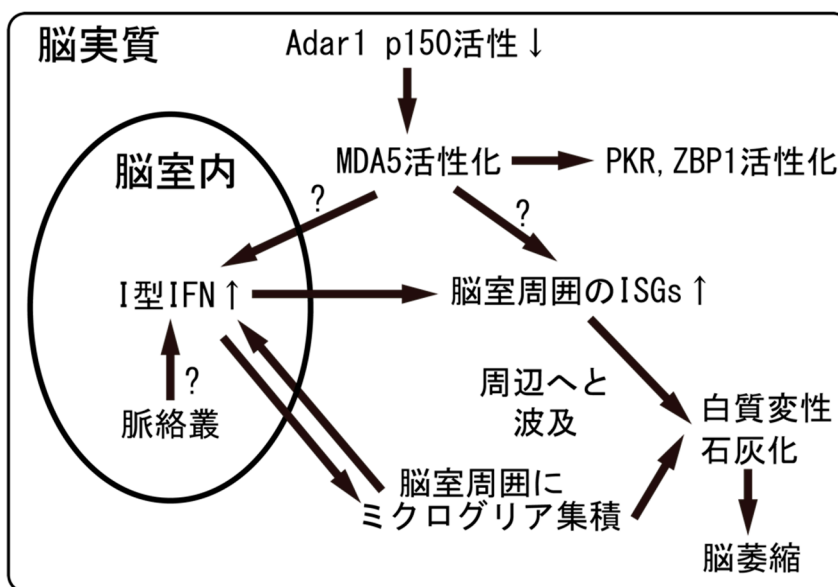 脳実質
Adar1 p150活性↓
脳室内
MDA5活性化
PKR, ZBP1活性化
?
?
I型IFN↑
脳室周囲のISGs↑
?
脈絡叢
周辺へと
波及
白質変性
石灰化
脳室周囲に
ミクログリア集積
脳萎縮